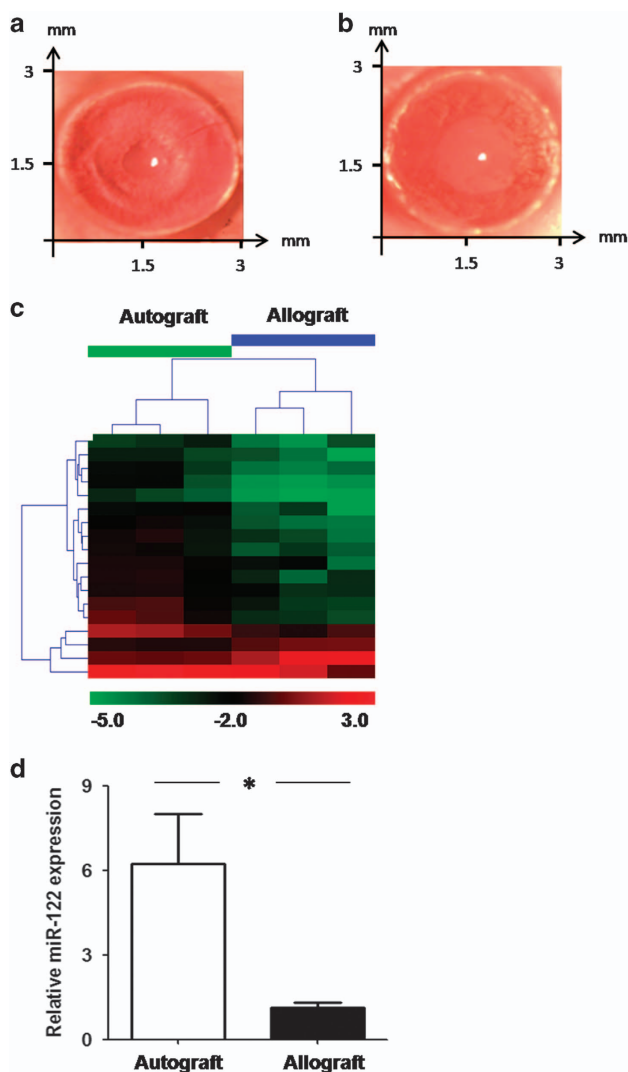 a
mm
3
1.5
1.5
3
mm
b
mm
3
1.5
1.5
3
mm
c
Autograft
Allograft
-5.0
-2.0
3.0
d
Relative miR-122 expression
9
6
3
0
*
Autograft
Allograft